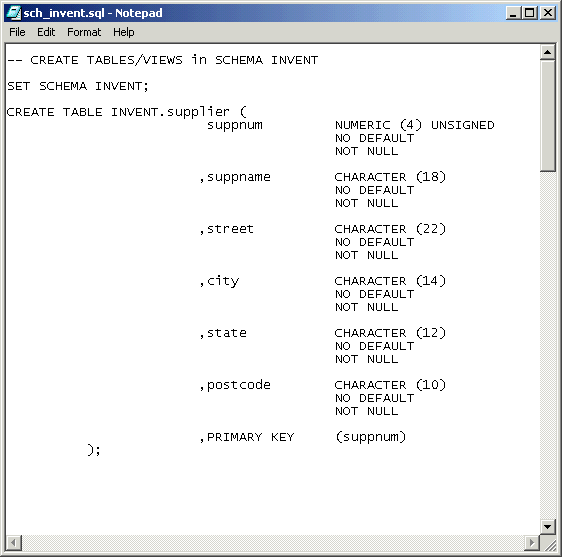 sch_invent.sql - Notepad
File Edit Format Help
-- CREATE TABLES/VIEWS in SCHEMA INVENT
SET SCHEMA INVENT;
CREATE TABLE INVENT.supplier (
suppnum NUMERIC (4) UNSIGNED
NO DEFAULT
NOT NULL
,suppname CHARACTER (18)
NO DEFAULT
NOT NULL
,street CHARACTER (22)
NO DEFAULT
NOT NULL
,city CHARACTER (14)
NO DEFAULT
NOT NULL
,state CHARACTER (12)
NO DEFAULT
NOT NULL
,postcode CHARACTER (10)
NO DEFAULT
NOT NULL
,PRIMARY KEY (suppnum)
);